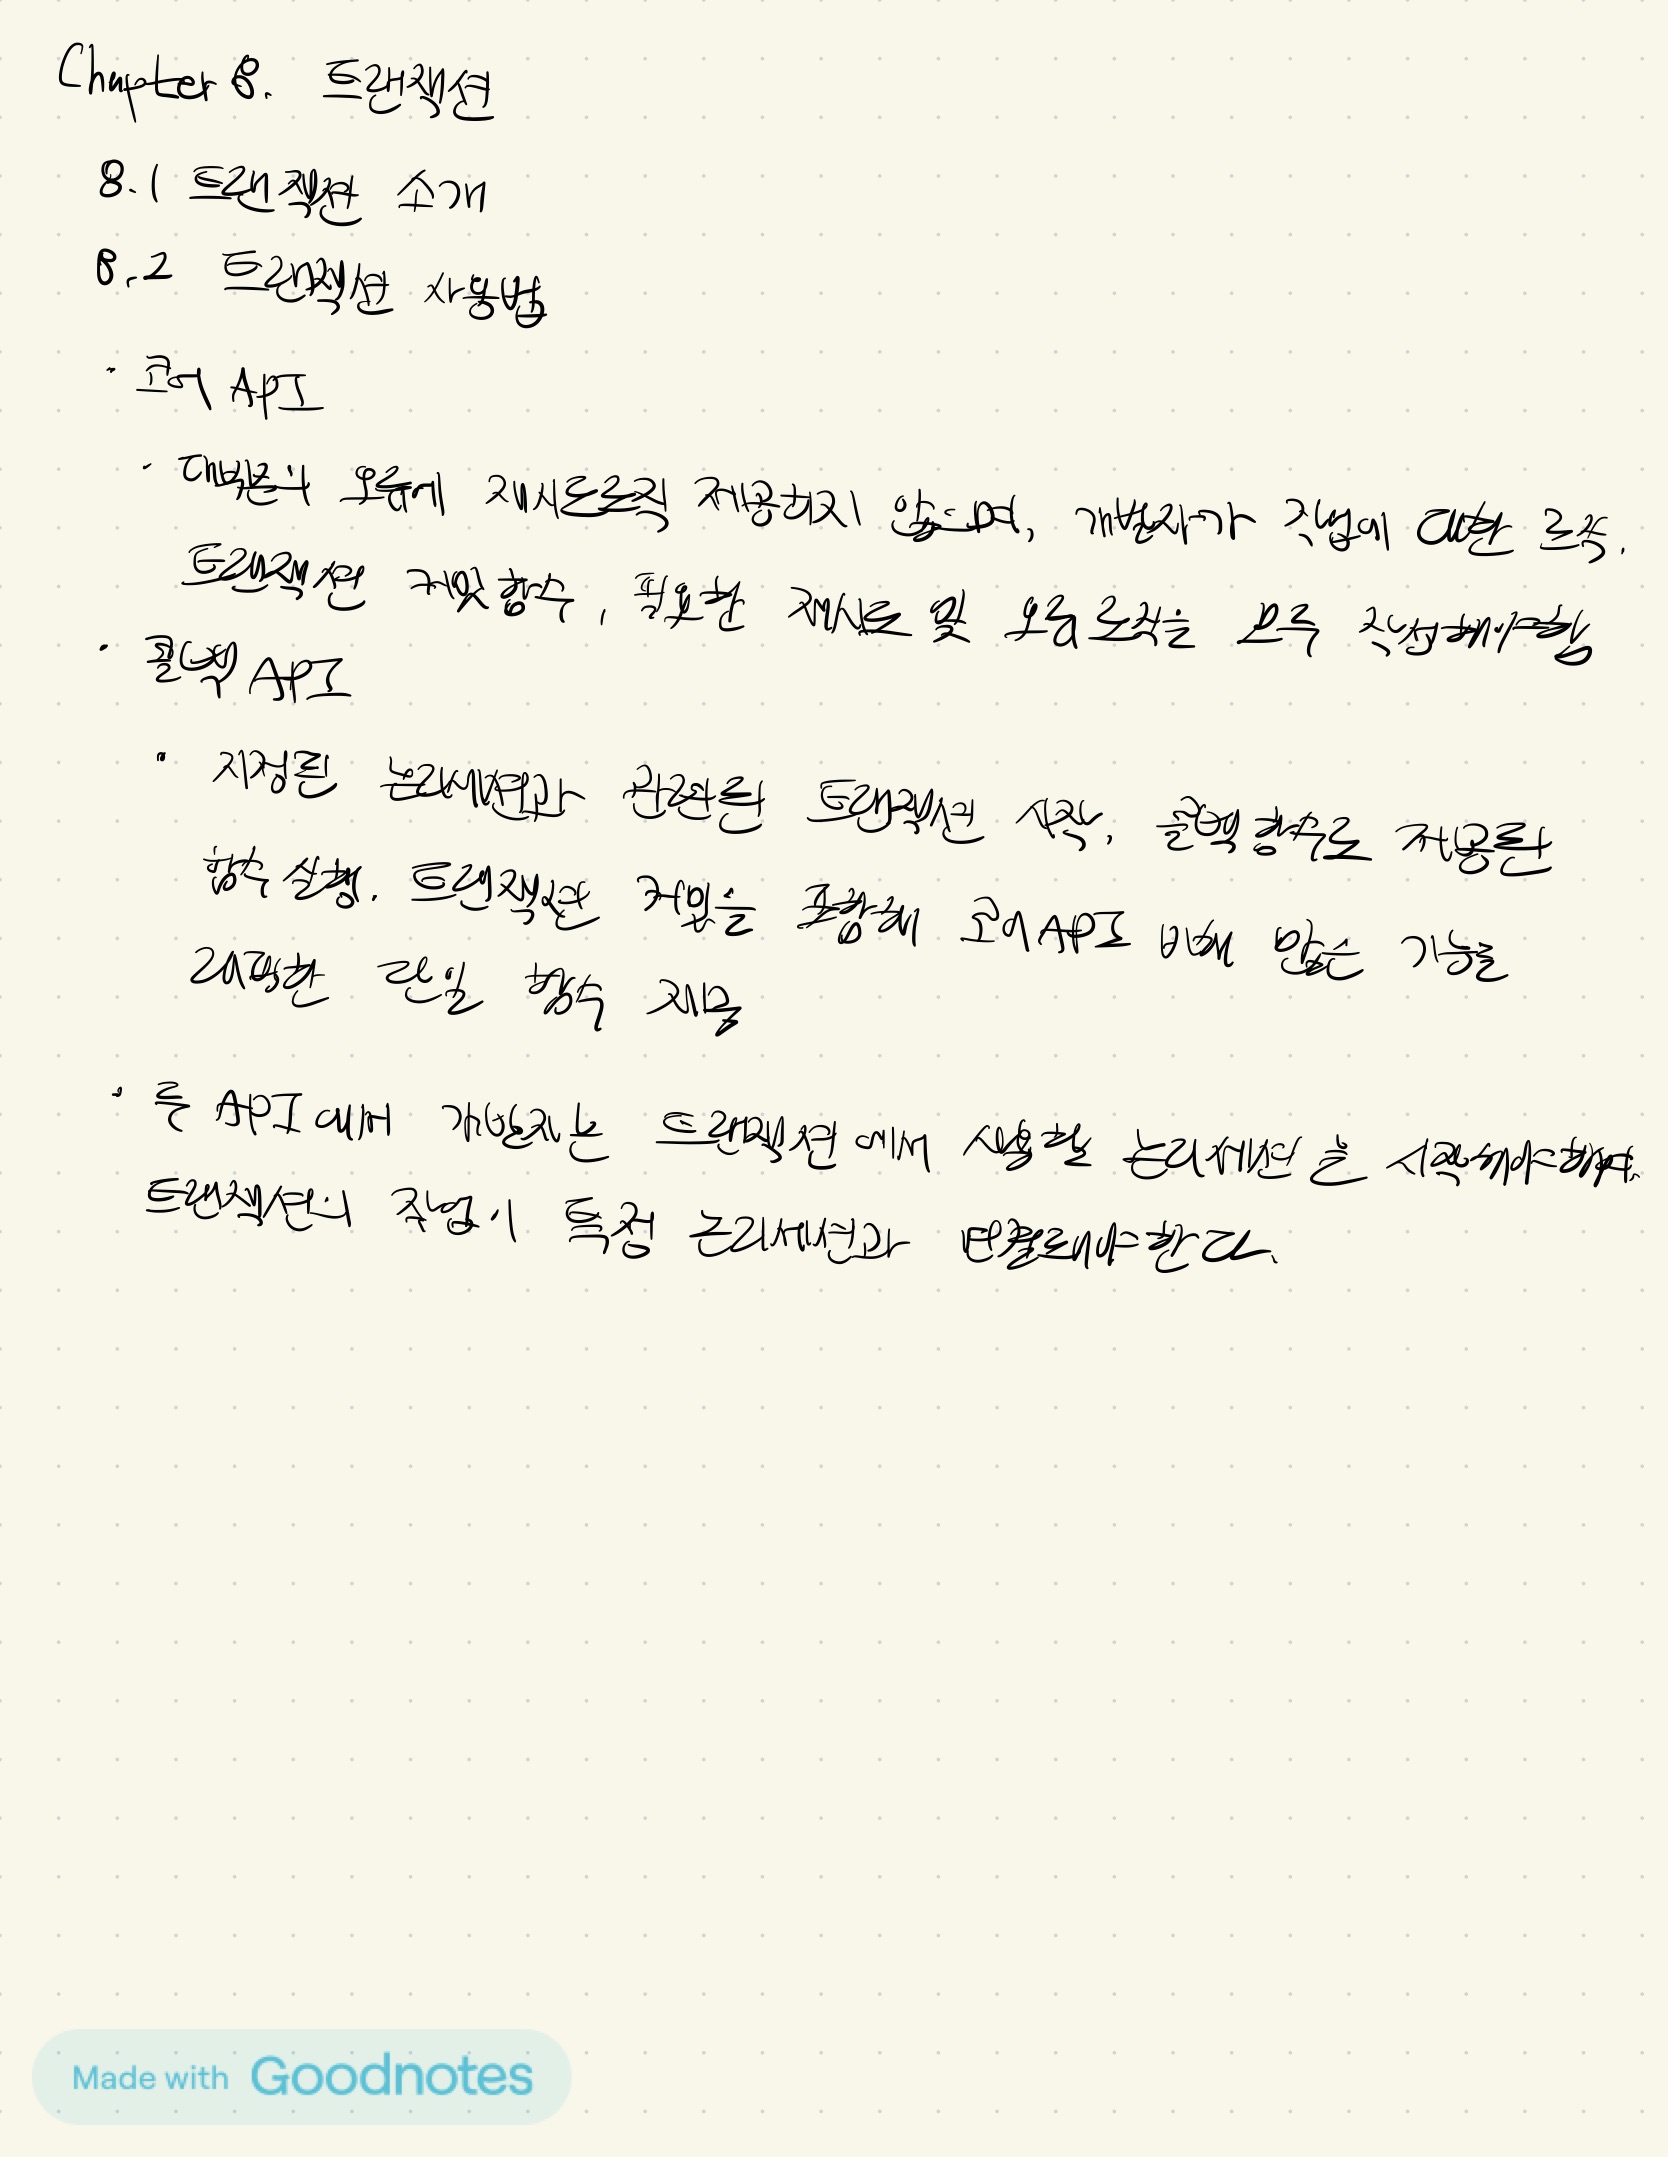 Chapter 8. 트랜잭션
8.1 트랜잭션 소개
8.2 트랜잭션 사용법
· 코어 API
· 대부분의 오류에 재시도로직 제공하지 않으며, 개발자가 작업에 대한 로직,
트랜잭션 커밋함수, 필요한 재시도 및 오류 로직을 모두 작성해야함
· 콜백 API
· 지정된 논리세션과 관련된 트랜잭션 시작, 콜백함수로 제공된
함수 실행, 트랜잭션 커밋을 포함해 코어API 비해 많은 기능을
래핑한 단일 함수 제공
· 두 API에서 개발자는 트랜잭션에서 사용할 논리세션을 시작해야하며,
트랜잭션의 작업이 특정 논리세션과 연결돼야한다.
Made with Goodnotes